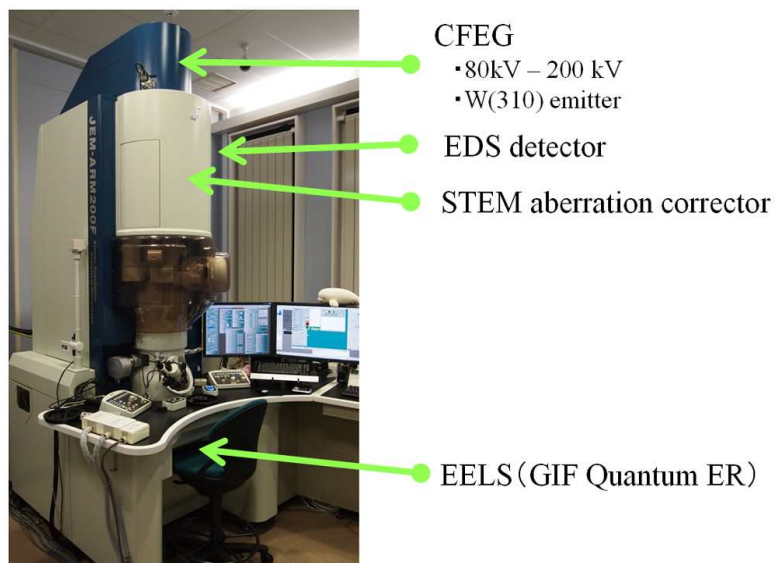 CFEG
・80kV – 200 kV
・W(310) emitter
EDS detector
STEM aberration corrector
EELS（GIF Quantum ER）
JEM-ARM200F